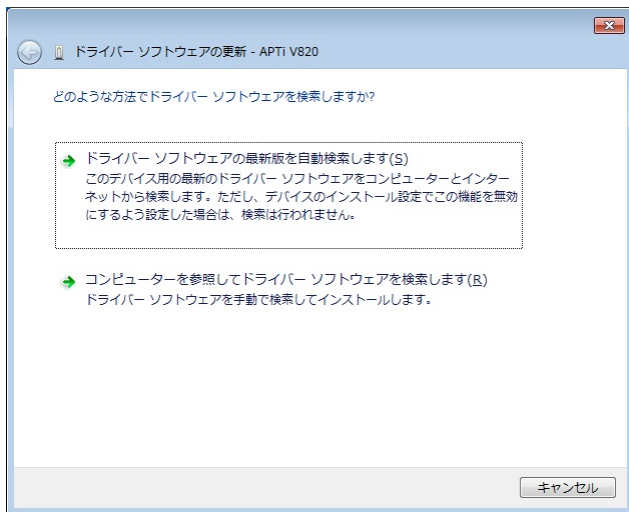 ドライバー ソフトウェアの更新 - APTi V820
どのような方法でドライバー ソフトウェアを検索しますか?
ドライバー ソフトウェアの最新版を自動検索します(S)
このデバイス用の最新のドライバー ソフトウェアをコンピューターとインター
ネットから検索します。ただし、デバイスのインストール設定でこの機能を無効
にするよう設定した場合は、検索は行われません。
コンピューターを参照してドライバー ソフトウェアを検索します(R)
ドライバー ソフトウェアを手動で検索してインストールします。
キャンセル